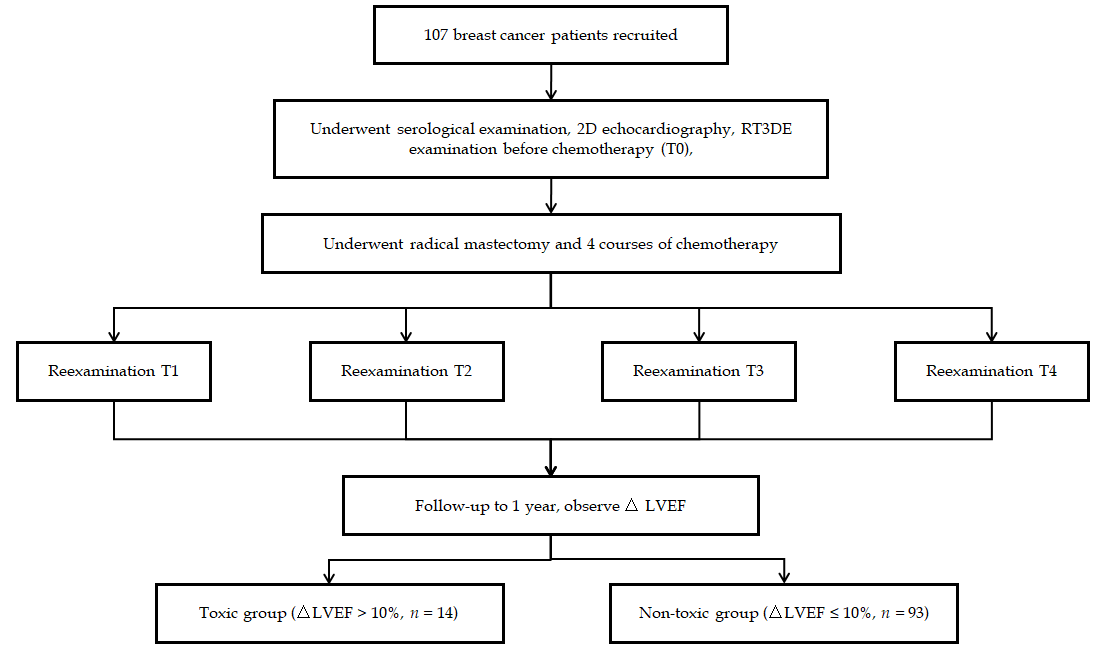 107 breast cancer patients recruited
Underwent serological examination, 2D echocardiography, RT3DE
examination before chemotherapy (T0),
Underwent radical mastectomy and 4 courses of chemotherapy
Reexamination T1
Reexamination T2
Reexamination T3
Reexamination T4
Follow-up to 1 year, observe △ LVEF
Toxic group (△LVEF > 10%, n = 14)
Non-toxic group (△LVEF ≤ 10%, n = 93)